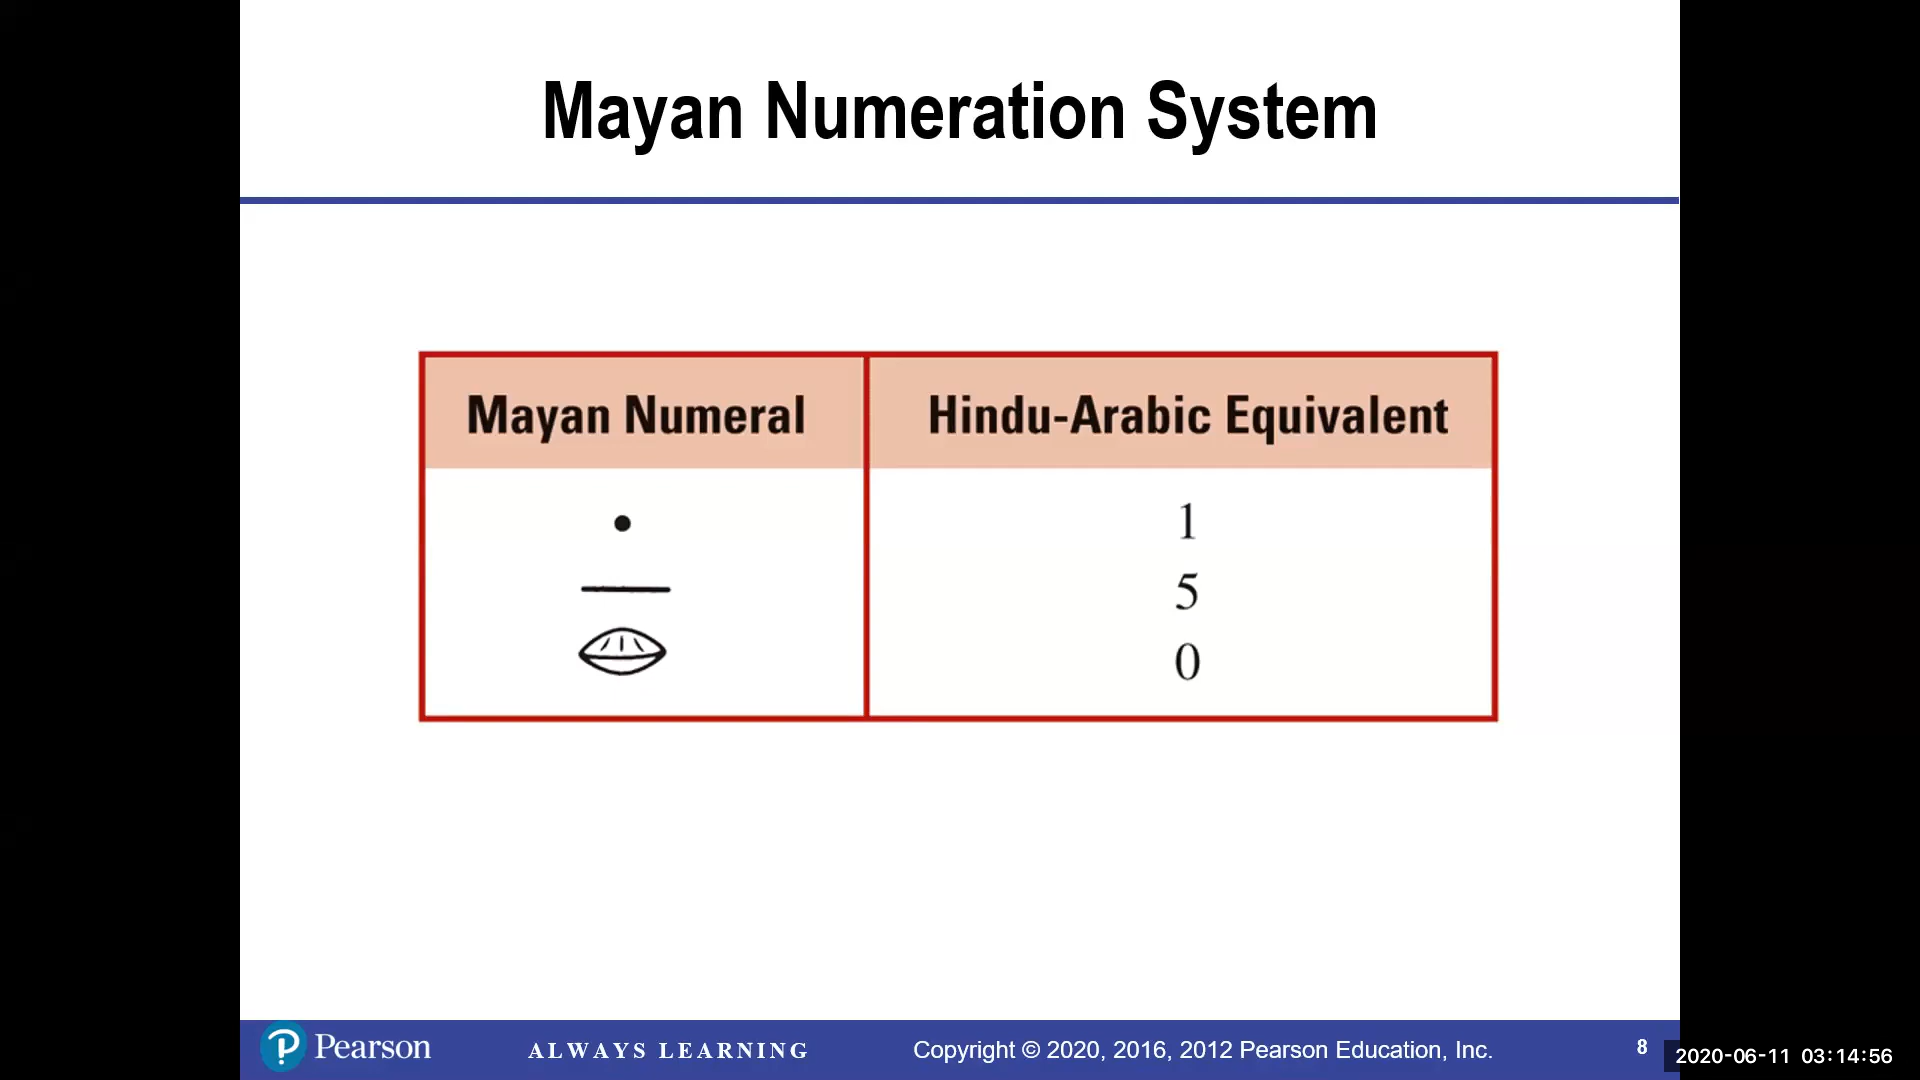 Mayan Numeration System
Mayan Numeral Hindu-Arabic Equivalent
1
5
0
Pearson ALWAYS LEARNING Copyright © 2020, 2016, 2012 Pearson Education, Inc. 8
2020-06-11 03:14:56